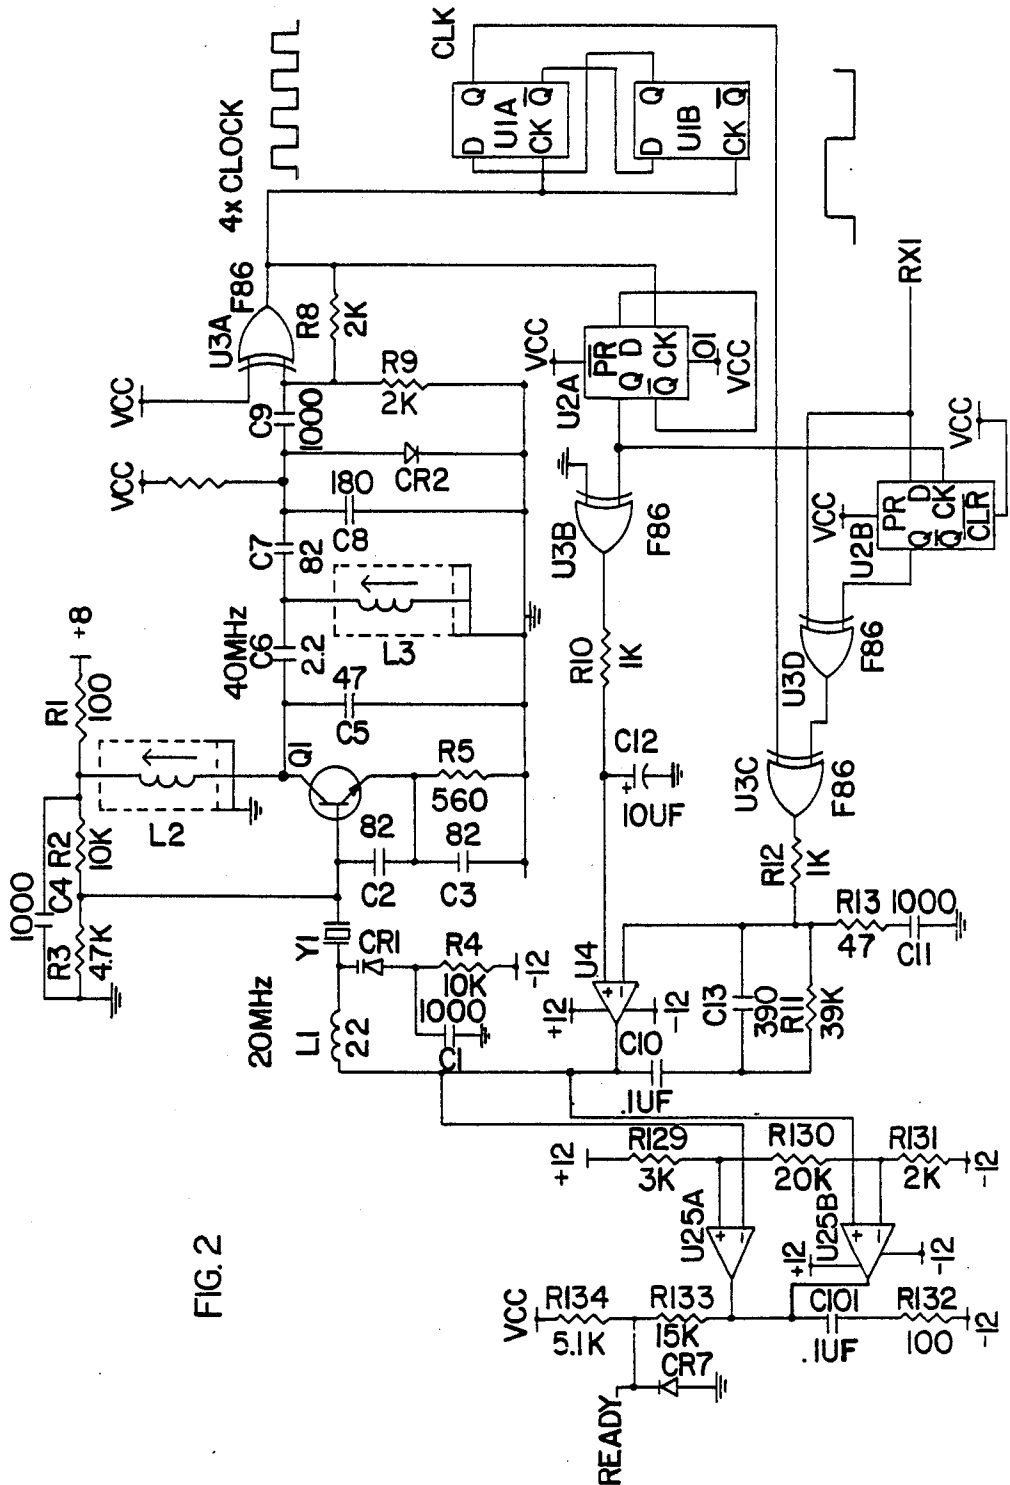 4x CLOCK
CLK
VCC
VCC
U3A
F86
R8
2K
C9
1000
R9
2K
CR2
180
C8
C7
82
40MHz
C6
2.2
L3
47
C5
+8
R1
100
L2
Q1
R5
560
82
C2
82
C3
1000
C4
R2
10K
R3
4.7K
Y1
CR1
R4
10K
-12
1000
C1
20MHz
L1
22
D
Q
U1A
CK
Q
D
Q
U1B
CK
Q
VCC
U2A
PR
D
Q
CK
Q
101
VCC
U3B
F86
R10
1K
C12
+
10UF
U4
+
-
+12
-12
C10
.1UF
C13
390
R11
39K
R12
1K
R13
47
1000
C11
U3C
F86
U3D
F86
VCC
U2B
PR
D
Q
CK
Q
CLR
VCC
RX1
+12
R129
3K
R130
20K
R131
2K
-12
U25A
+
-
U25B
+
-
+12
-12
VCC
R134
5.1K
R133
15K
C101
.1UF
R132
100
-12
CR7
READY
FIG. 2